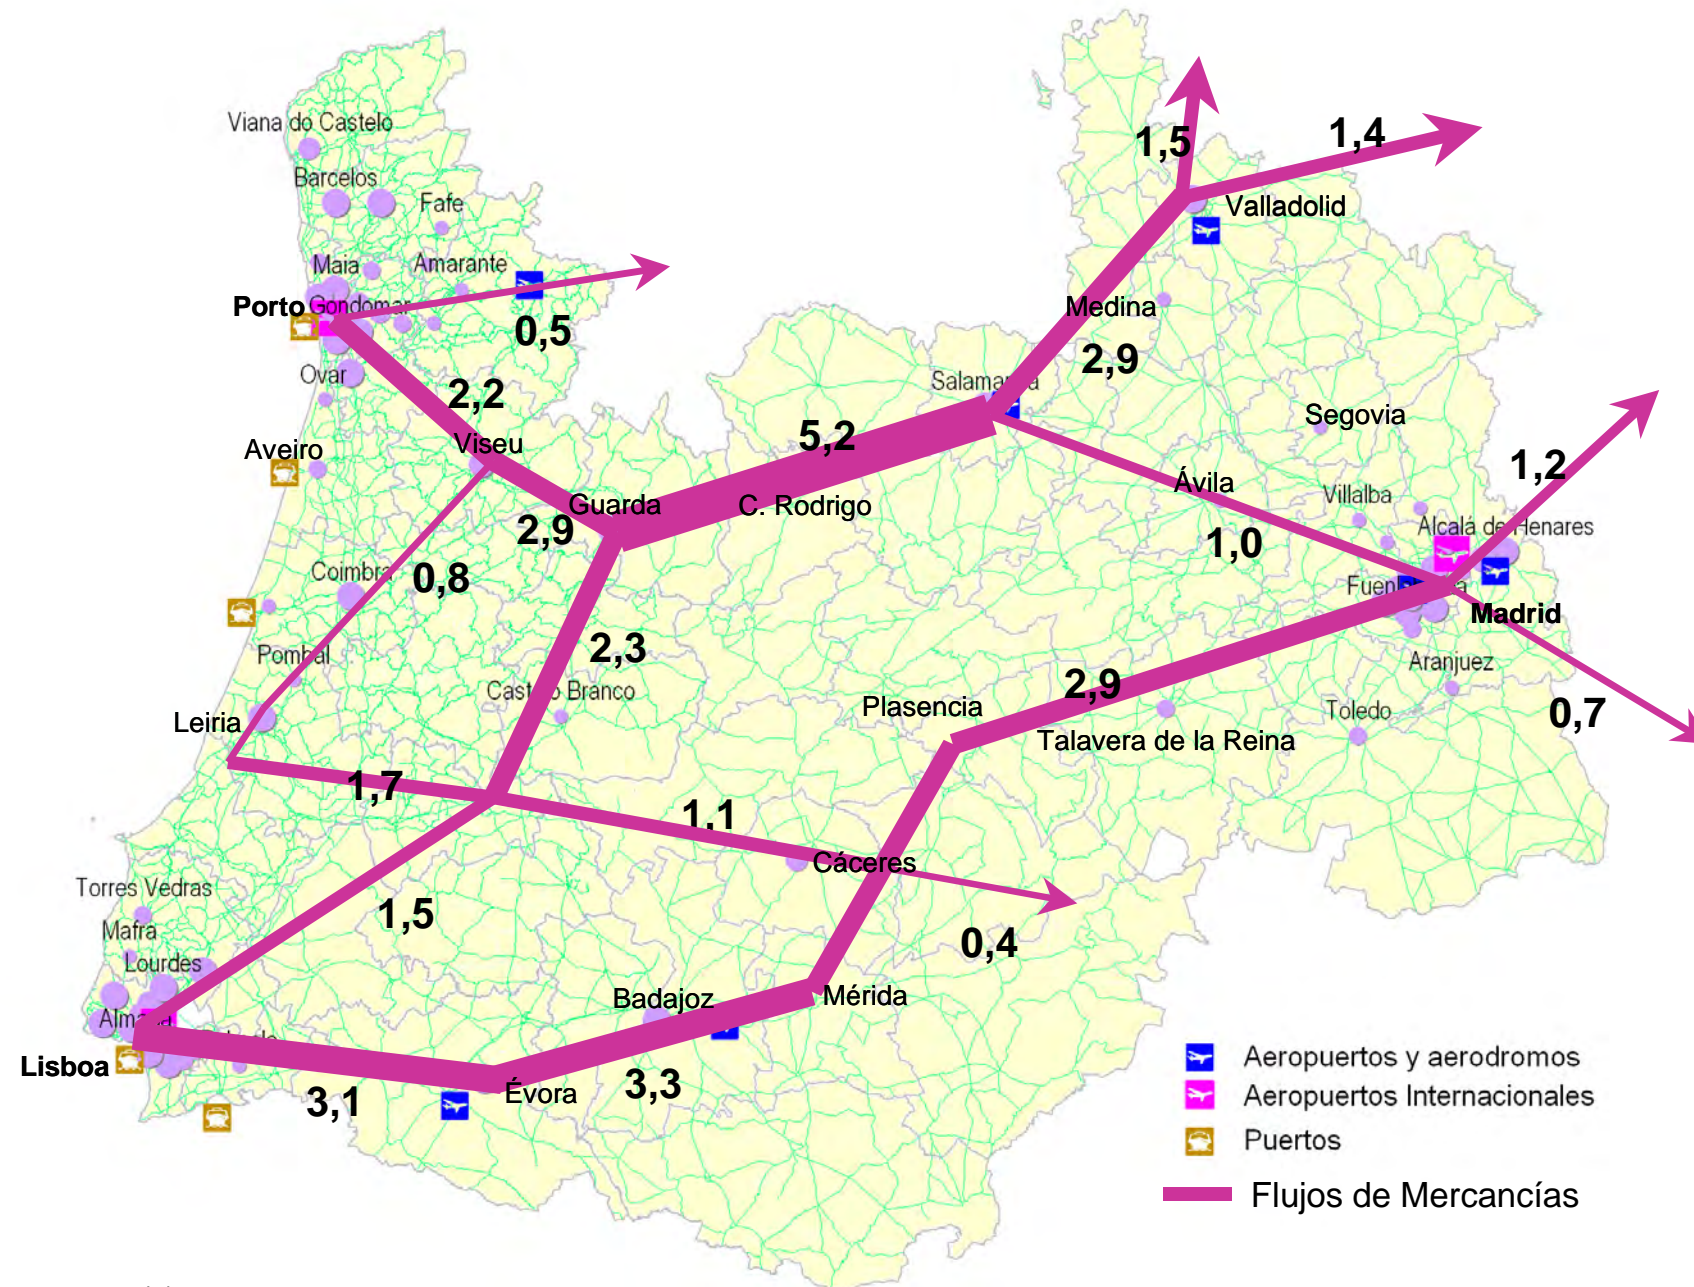 Viana do Castelo
1,5
1,4
Barcelos
Fafe
Valladolid
Maia
Amarante
Porto
Gondomar
Medina
0,5
2,9
Ovar
2,2
Salamanca
Segovia
5,2
Viseu
Aveiro
1,2
Ávila
Villalba
Guarda
C. Rodrigo
2,9
Alcalá de Henares
1,0
Coimbra
0,8
Madrid
2,3
Pombal
Aranjuez
Castelo Branco
2,9
Plasencia
Leiria
Toledo
0,7
Talavera de la Reina
1,7
1,1
Cáceres
Torres Vedras
1,5
Mafra
0,4
Lourdes
Badajoz
Mérida
Lisboa
3,1
Évora
3,3
Aeropuertos y aerodromos
Aeropuertos Internacionales
Puertos
Flujos de Mercancías